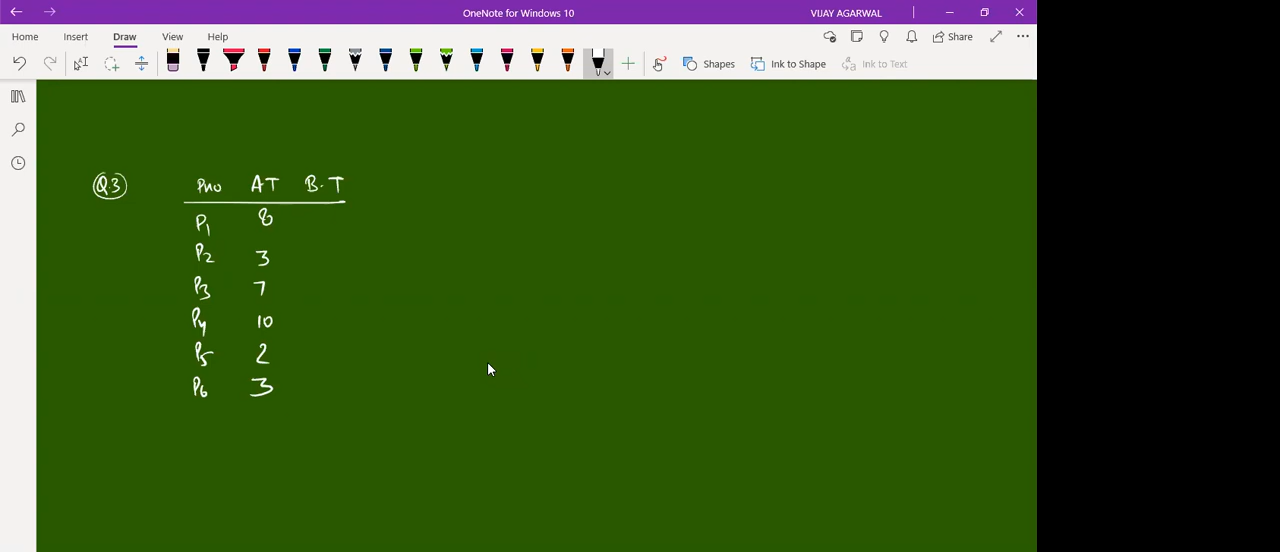 OneNote for Windows 10
VIJAY AGARWAL
Home Insert Draw View Help
Share
Shapes Ink to Shape Ink to Text
Q.3 Pno AT B.T
P1 8
P2 3
P3 7
P4 10
P5 2
P6 3